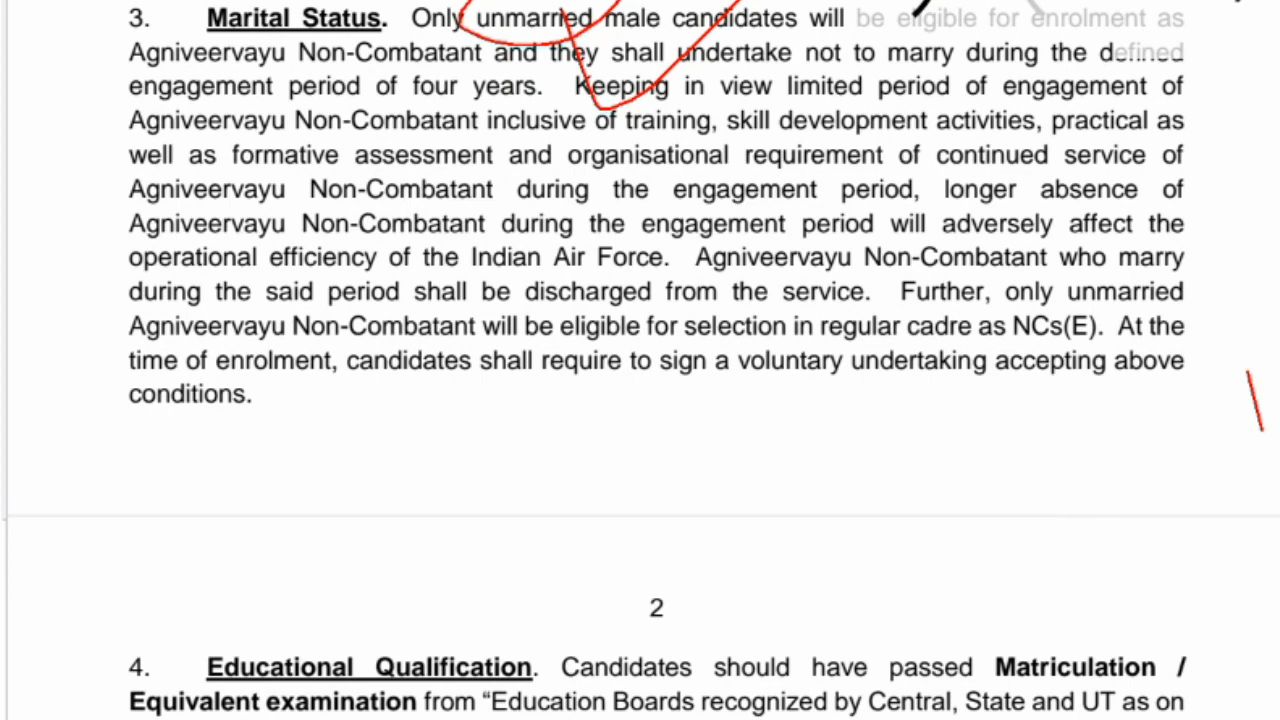 3. Marital Status. Only unmarried male candidates will be eligible for enrolment as
Agniveervayu Non-Combatant and they shall undertake not to marry during the defined
engagement period of four years. Keeping in view limited period of engagement of
Agniveervayu Non-Combatant inclusive of training, skill development activities, practical as
well as formative assessment and organisational requirement of continued service of
Agniveervayu Non-Combatant during the engagement period, longer absence of
Agniveervayu Non-Combatant during the engagement period will adversely affect the
operational efficiency of the Indian Air Force. Agniveervayu Non-Combatant who marry
during the said period shall be discharged from the service. Further, only unmarried
Agniveervayu Non-Combatant will be eligible for selection in regular cadre as NCs(E). At the
time of enrolment, candidates shall require to sign a voluntary undertaking accepting above
conditions.
2
4. Educational Qualification. Candidates should have passed Matriculation /
Equivalent examination from “Education Boards recognized by Central, State and UT as on